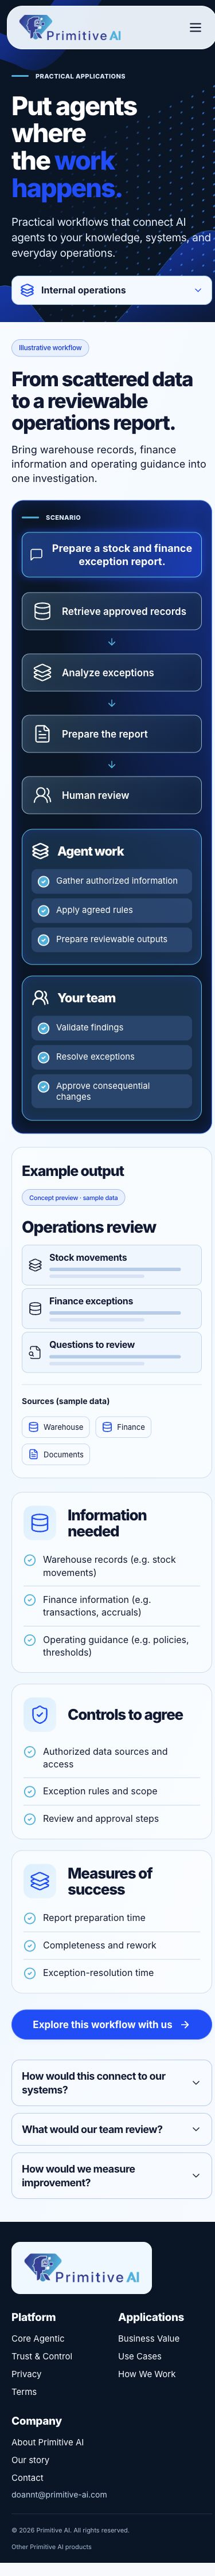 Primitive AI
PRACTICAL APPLICATIONS
Put agents
where
the work
happens.
Practical workflows that connect AI
agents to your knowledge, systems, and
everyday operations.
Internal operations
Illustrative workflow
From scattered data
to a reviewable
operations report.
Bring warehouse records, finance
information and operating guidance into
one investigation.
SCENARIO
Prepare a stock and finance
exception report.
Retrieve approved records
Analyze exceptions
Prepare the report
Human review
Agent work
Gather authorized information
Apply agreed rules
Prepare reviewable outputs
Your team
Validate findings
Resolve exceptions
Approve consequential
changes
Example output
Concept preview · sample data
Operations review
Stock movements
Finance exceptions
Questions to review
Sources (sample data)
Warehouse
Finance
Documents
Information
needed
Warehouse records (e.g. stock
movements)
Finance information (e.g.
transactions, accruals)
Operating guidance (e.g. policies,
thresholds)
Controls to agree
Authorized data sources and
access
Exception rules and scope
Review and approval steps
Measures of
success
Report preparation time
Completeness and rework
Exception-resolution time
Explore this workflow with us
How would this connect to our
systems?
What would our team review?
How would we measure
improvement?
Primitive AI
Platform
Core Agentic
Trust & Control
Privacy
Terms
Applications
Business Value
Use Cases
How We Work
Company
About Primitive AI
Our story
Contact
doannt@primitive-ai.com
© 2026 Primitive AI. All rights reserved.
Other Primitive AI products